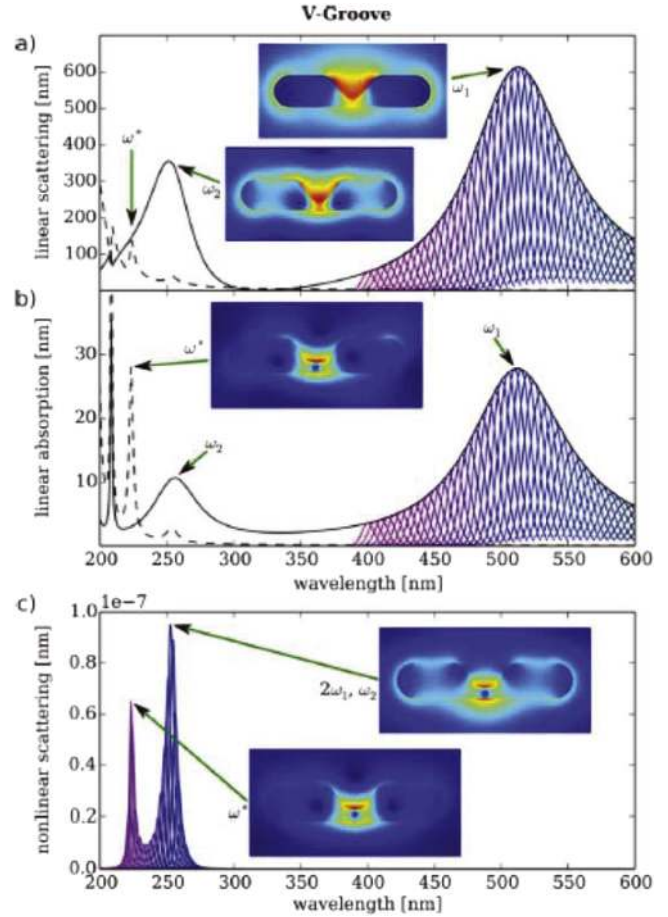 V-Groove
a)
600
500
400
300
200
100
linear scattering [nm]
ω*
ω₂
ω₁
b)
30
20
10
linear absorption [nm]
ω*
ω₂
ω₁
200 250 300 350 400 450 500 550 600
wavelength [nm]
c)
1e-7
1.0
0.8
0.6
0.4
0.2
0.0
nonlinear scattering [nm]
2ω₁, ω₂
ω*
200 250 300 350 400 450 500 550 600
wavelength [nm]